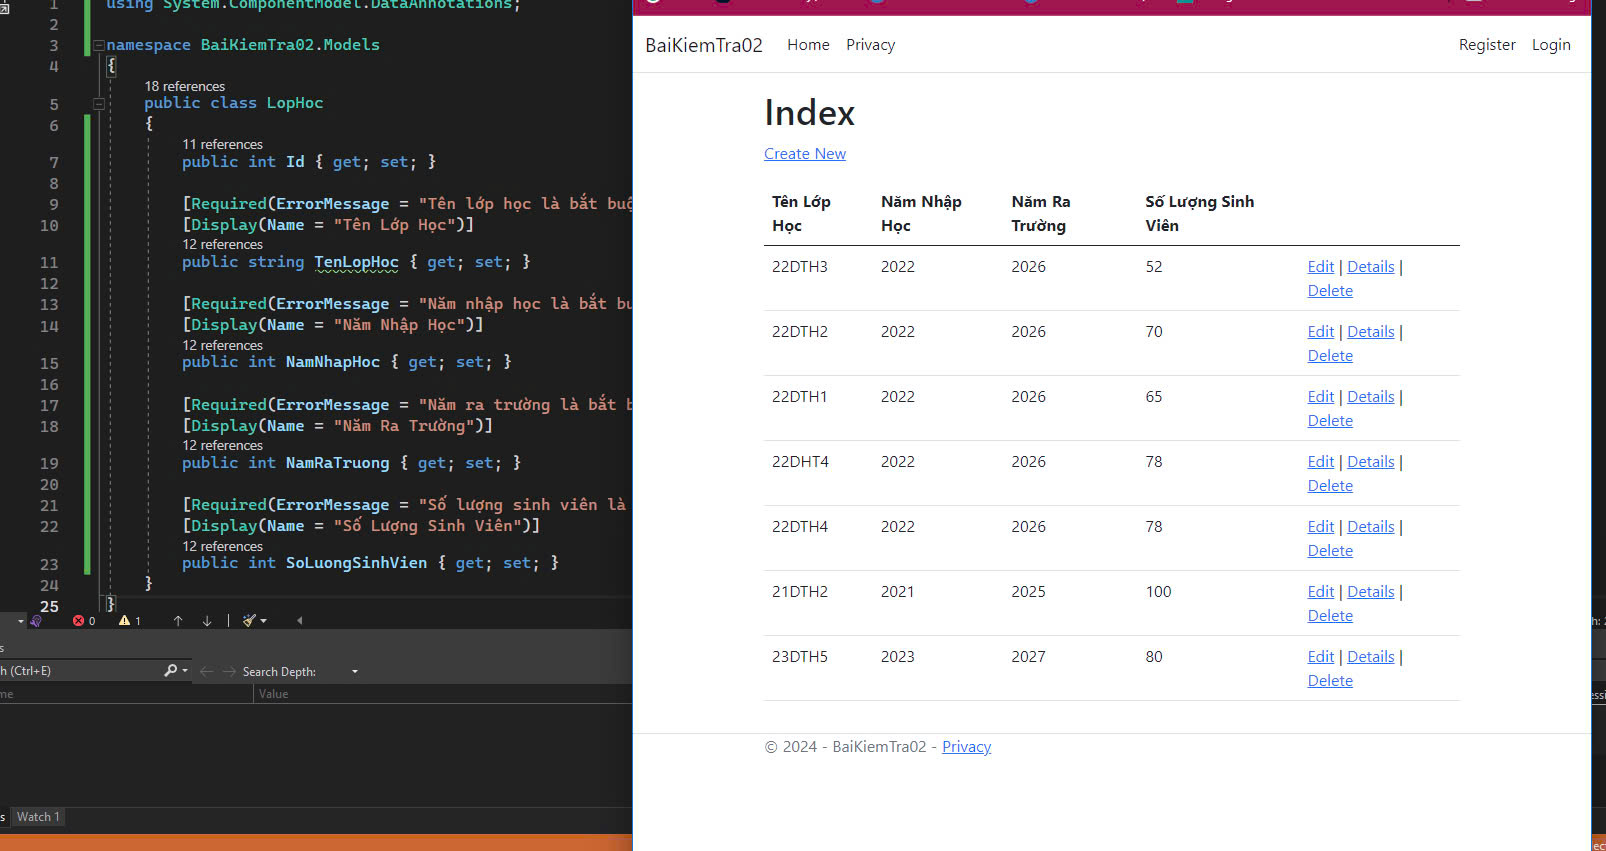 1 using System.ComponentModel.DataAnnotations;
2
3 namespace BaiKiemTra02.Models
4 {
18 references
5 public class LopHoc
6 {
11 references
7 public int Id { get; set; }
8
9 [Required(ErrorMessage = "Tên lớp học là bắt
10 [Display(Name = "Tên Lớp Học")]
12 references
11 public string TenLopHoc { get; set; }
12
13 [Required(ErrorMessage = "Năm nhập học là bắt
14 [Display(Name = "Năm Nhập Học")]
12 references
15 public int NamNhapHoc { get; set; }
16
17 [Required(ErrorMessage = "Năm ra trường là bắt
18 [Display(Name = "Năm Ra Trường")]
12 references
19 public int NamRaTruong { get; set; }
20
21 [Required(ErrorMessage = "Số lượng sinh viên là
22 [Display(Name = "Số Lượng Sinh Viên")]
12 references
23 public int SoLuongSinhVien { get; set; }
24 }
25 }
0 1
(Ctrl+E) Search Depth:
Value
Watch 1
BaiKiemTra02 Home Privacy Register Login
Index
Create New
Tên Lớp Học Năm Nhập Học Năm Ra Trường Số Lượng Sinh Viên
22DTH3 2022 2026 52 Edit | Details |
Delete
22DTH2 2022 2026 70 Edit | Details |
Delete
22DTH1 2022 2026 65 Edit | Details |
Delete
22DHT4 2022 2026 78 Edit | Details |
Delete
22DTH4 2022 2026 78 Edit | Details |
Delete
21DTH2 2021 2025 100 Edit | Details |
Delete
23DTH5 2023 2027 80 Edit | Details |
Delete
© 2024 - BaiKiemTra02 - Privacy